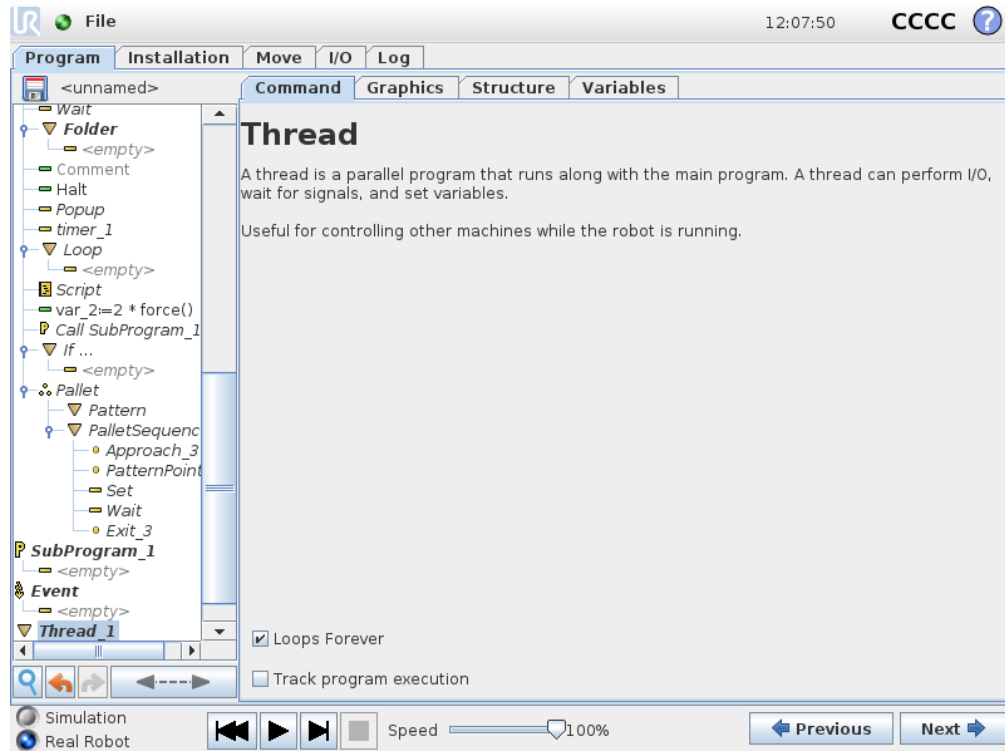 UR File 12:07:50 CCCC ?
Program Installation Move I/O Log
<unnamed>
Command Graphics Structure Variables
Wait
Folder
<empty>
Comment
Halt
Popup
timer_1
Loop
<empty>
Script
var_2:=2 * force()
P Call SubProgram_1
If ...
<empty>
Pallet
Pattern
PalletSequenc
Approach_3
PatternPoint
Set
Wait
Exit_3
P SubProgram_1
<empty>
Event
<empty>
Thread_1
Thread
A thread is a parallel program that runs along with the main program. A thread can perform I/O,
wait for signals, and set variables.
Useful for controlling other machines while the robot is running.
Loops Forever
Track program execution
Simulation
Real Robot
Speed 100%
Previous Next